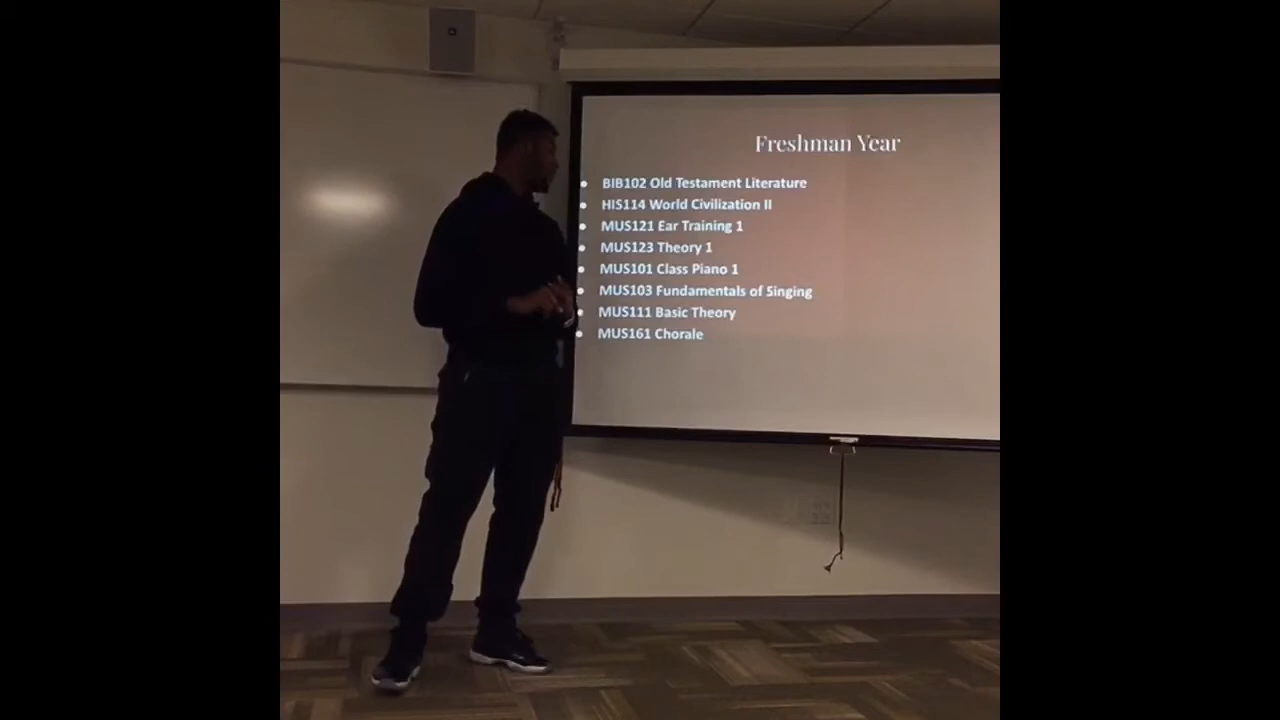 Freshman Year
BIB102 Old Testament Literature
HIS114 World Civilization II
MUS121 Ear Training 1
MUS123 Theory 1
MUS101 Class Piano 1
MUS103 Fundamentals of Singing
MUS111 Basic Theory
MUS161 Chorale